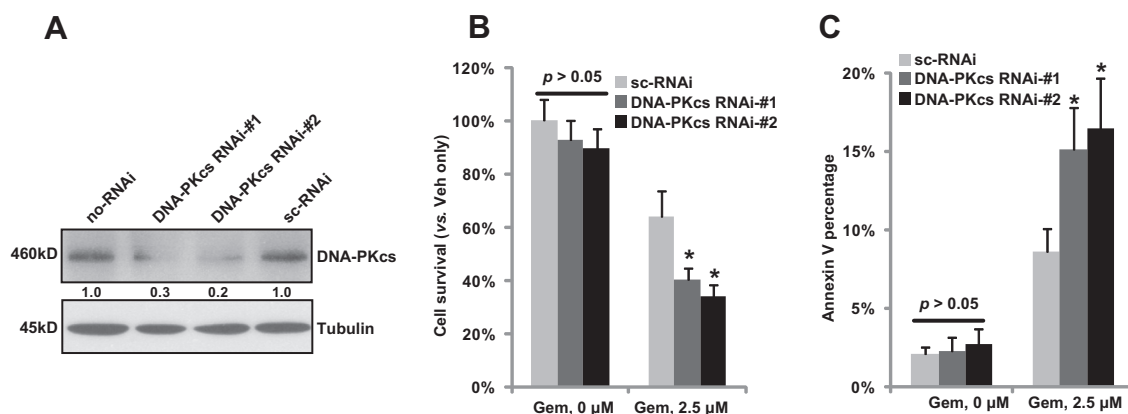 A
no-RNAi
DNA-PKcs RNAi-#1
DNA-PKcs RNAi-#2
sc-RNAi
460kD
DNA-PKcs
1.0 0.3 0.2 1.0
45kD
Tubulin
B
Cell survival (vs. Veh only)
120%
100%
80%
60%
40%
20%
0%
p > 0.05
sc-RNAi
DNA-PKcs RNAi-#1
DNA-PKcs RNAi-#2
* *
Gem, 0 µM Gem, 2.5 µM
C
Annexin V percentage
20%
15%
10%
5%
0%
sc-RNAi
DNA-PKcs RNAi-#1
DNA-PKcs RNAi-#2
p > 0.05
* *
Gem, 0 µM Gem, 2.5 µM